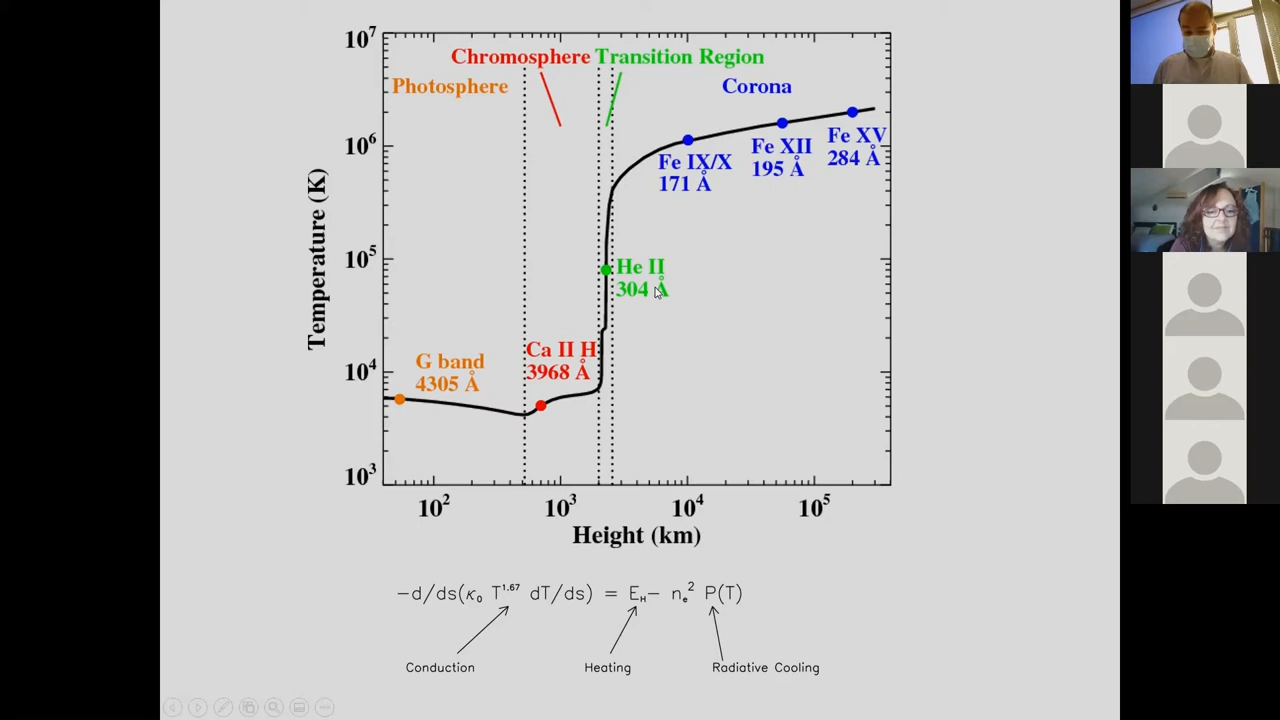 10⁷
Chromosphere Transition Region
Photosphere
Corona
10⁶
Fe IX/X
171 Å
Fe XII
195 Å
Fe XV
284 Å
Temperature (K)
10⁵
He II
304 Å
10⁴
G band
4305 Å
Ca II H
3968 Å
10³
10² 10³ 10⁴ 10⁵
Height (km)
-d/ds(κ₀ T¹·⁶⁷ dT/ds) = E_H- n_e² P(T)
Conduction Heating Radiative Cooling